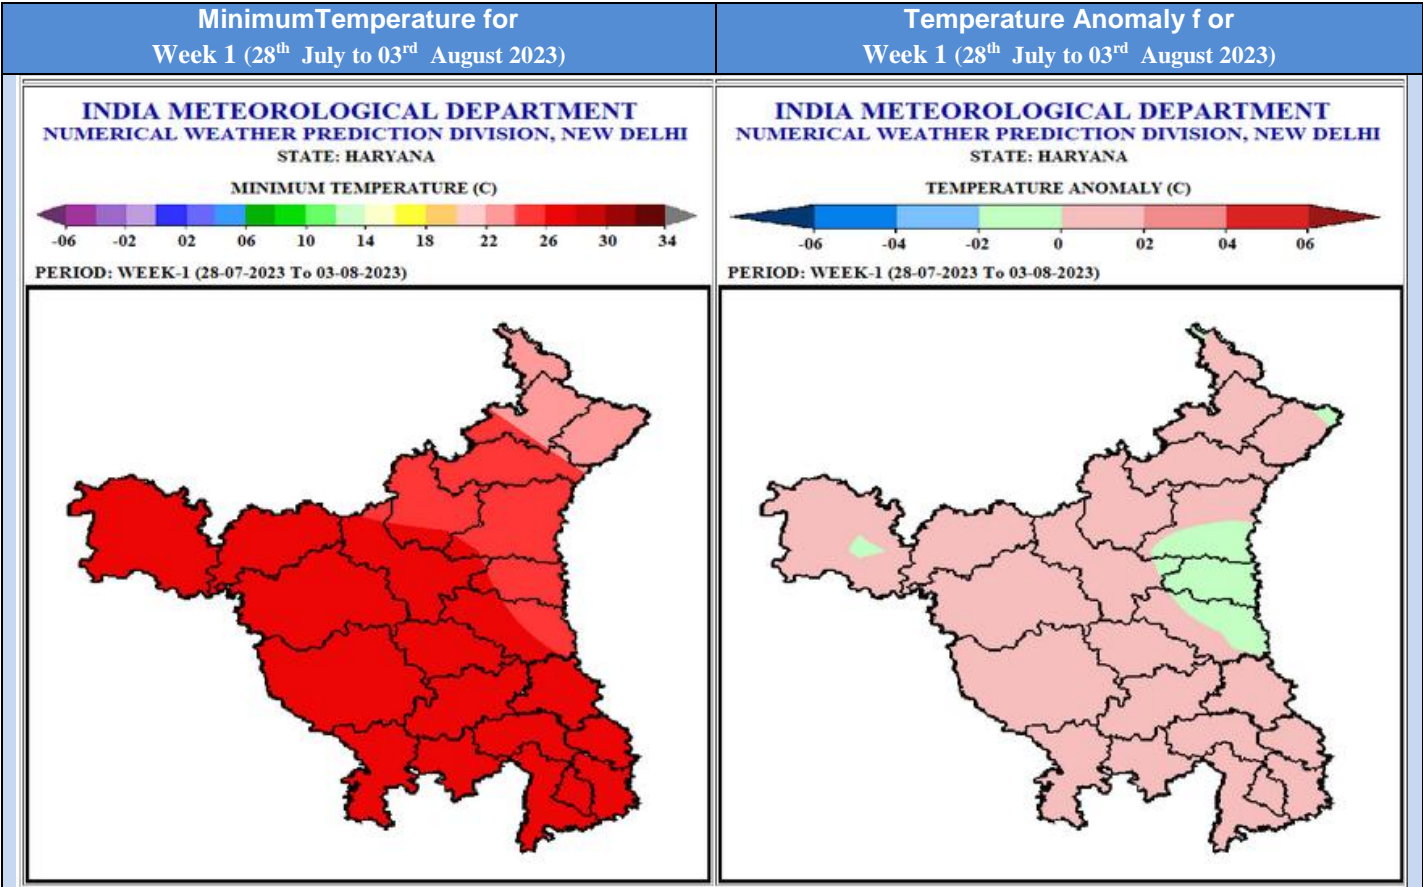 MinimumTemperature for
Week 1 (28th July to 03rd August 2023)
Temperature Anomaly f or
Week 1 (28th July to 03rd August 2023)
INDIA METEOROLOGICAL DEPARTMENT
NUMERICAL WEATHER PREDICTION DIVISION, NEW DELHI
STATE: HARYANA
MINIMUM TEMPERATURE (C)
-06 -02 02 06 10 14 18 22 26 30 34
PERIOD: WEEK-1 (28-07-2023 To 03-08-2023)
INDIA METEOROLOGICAL DEPARTMENT
NUMERICAL WEATHER PREDICTION DIVISION, NEW DELHI
STATE: HARYANA
TEMPERATURE ANOMALY (C)
-06 -04 -02 0 02 04 06
PERIOD: WEEK-1 (28-07-2023 To 03-08-2023)